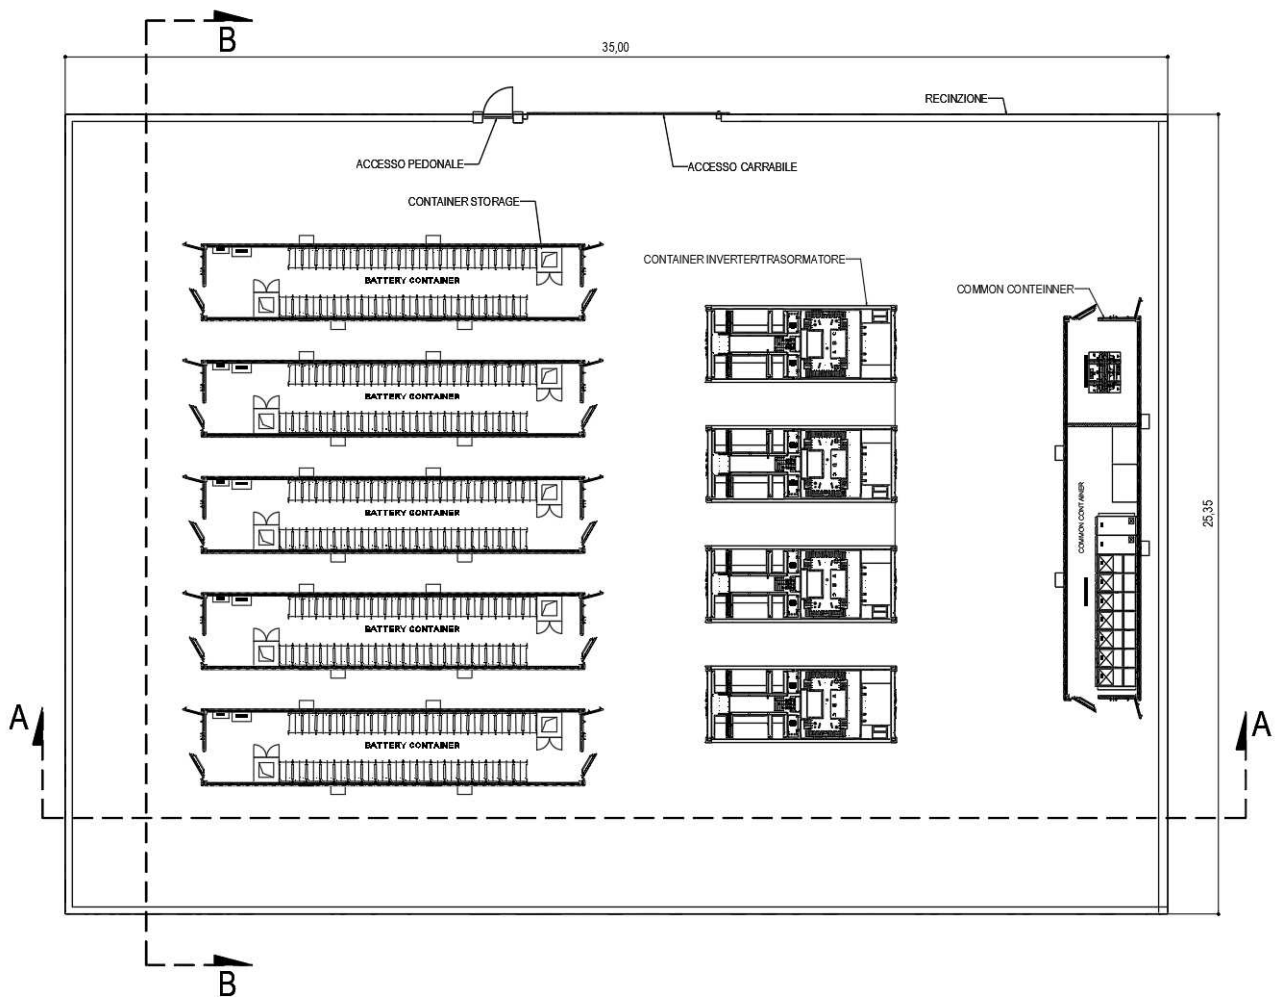 B
35,00
RECINZIONE
ACCESSO PEDONALE
ACCESSO CARRABILE
CONTAINER STORAGE
CONTAINER INVERTER/TRASORMATORE
COMMON CONTEINNER
BATTERY CONTAINER
BATTERY CONTAINER
BATTERY CONTAINER
COMMON CONTAINER
25,35
BATTERY CONTAINER
A
A
BATTERY CONTAINER
B